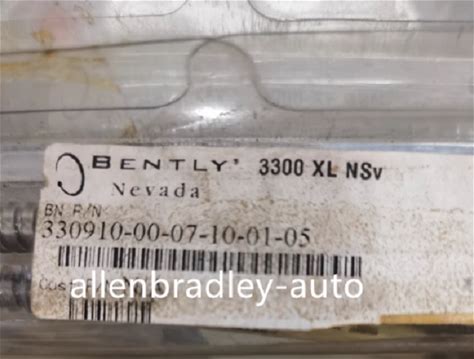 BENTLY' 3300 XL NSv
Nevada
BN P/N
330910-00-07-10-01-05
allenbradley-auto